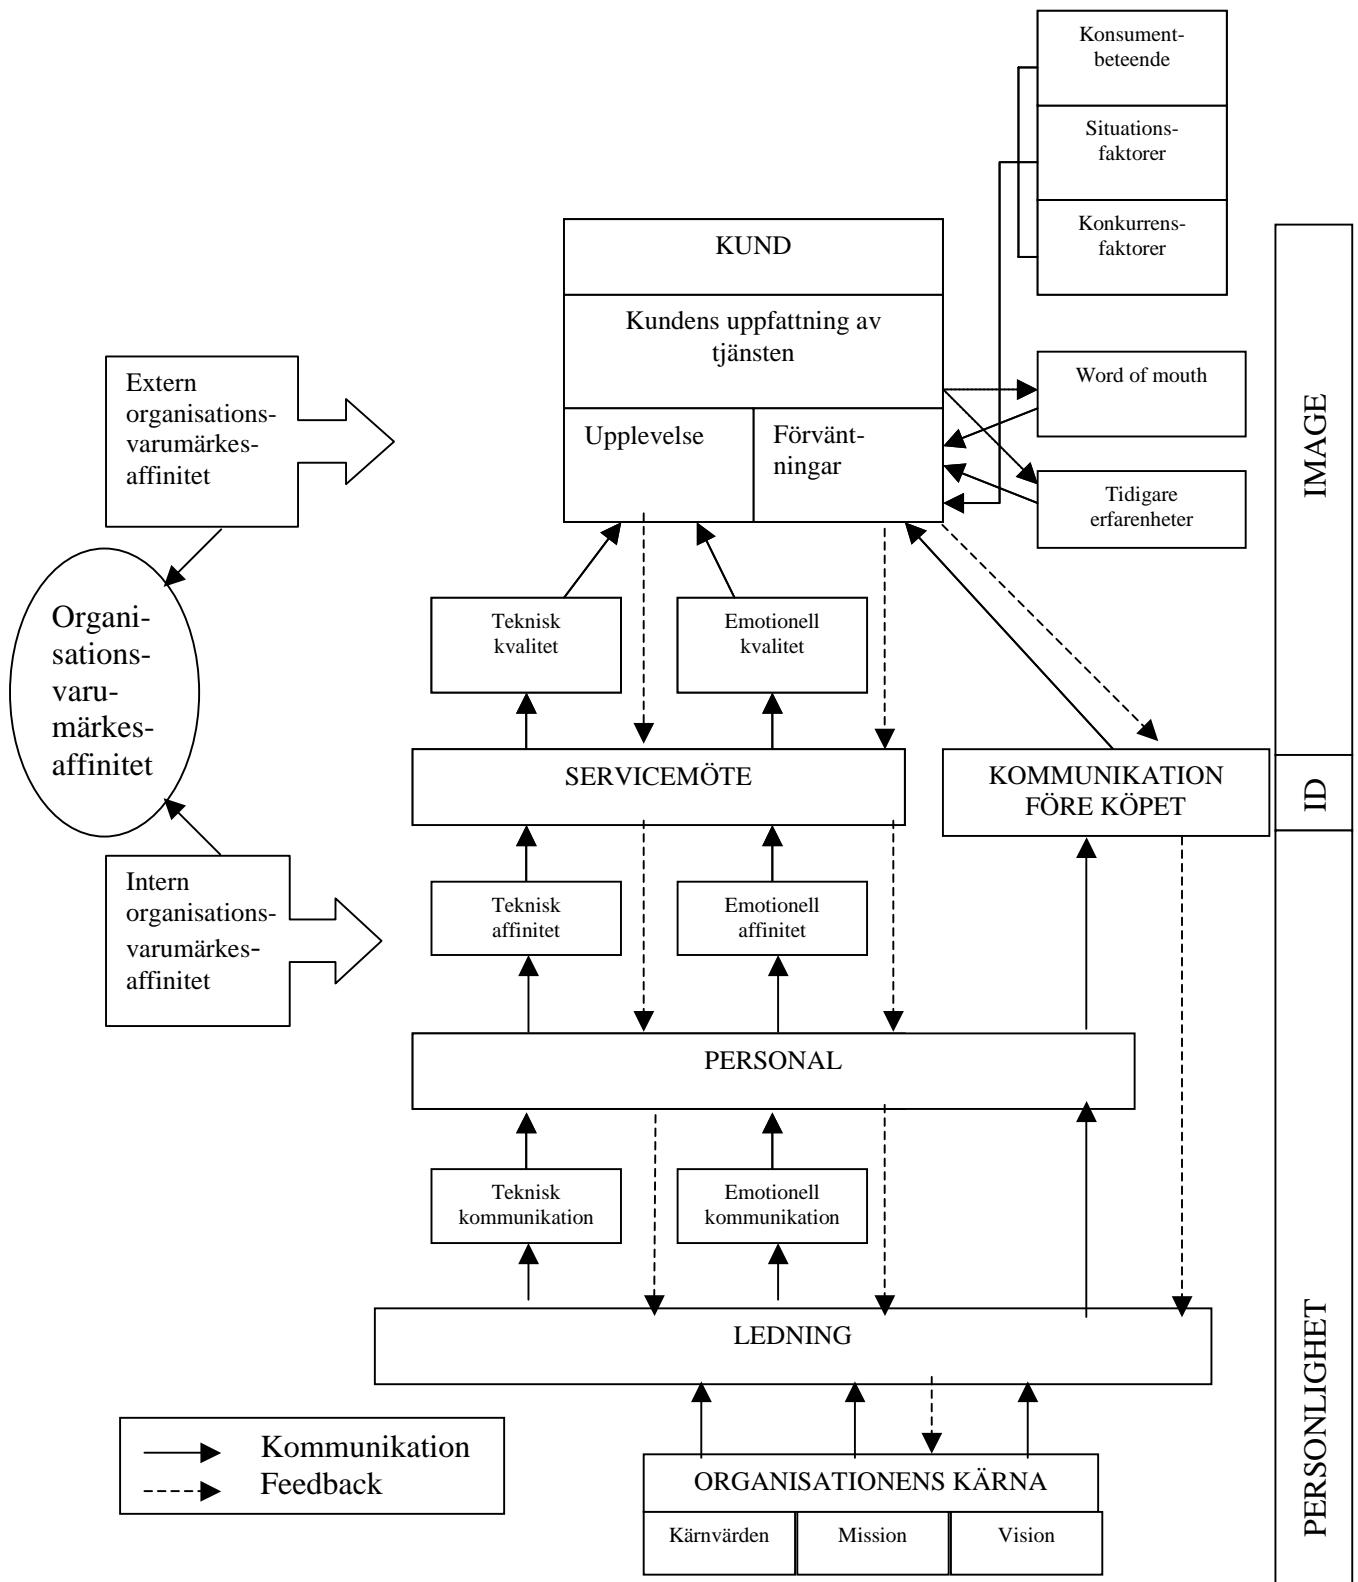 Konsument-
beteende
Situations-
faktorer
Konkurrens-
faktorer
KUND
Kundens uppfattning av
tjänsten
Upplevelse
Förvänt-
ningar
Word of mouth
Tidigare
erfarenheter
IMAGE
Extern
organisations-
varumärkes-
affinitet
Organi-
sations-
varu-
märkes-
affinitet
Teknisk
kvalitet
Emotionell
kvalitet
SERVICEMÖTE
KOMMUNIKATION
FÖRE KÖPET
ID
Intern
organisations-
varumärkes-
affinitet
Teknisk
affinitet
Emotionell
affinitet
PERSONAL
Teknisk
kommunikation
Emotionell
kommunikation
LEDNING
PERSONLIGHET
Kommunikation
Feedback
ORGANISATIONENS KÄRNA
Kärnvärden
Mission
Vision